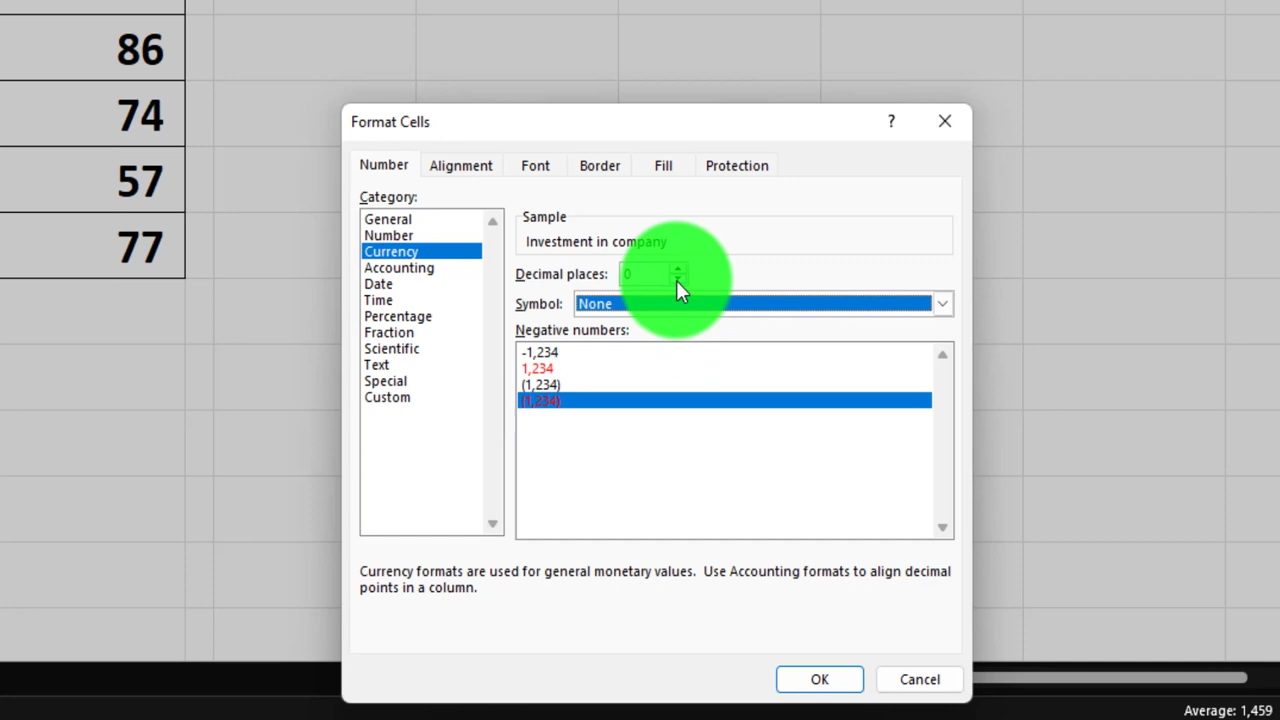 86
74
57
77
Format Cells
?
Number Alignment Font Border Fill Protection
Category:
General
Number
Currency
Accounting
Date
Time
Percentage
Fraction
Scientific
Text
Special
Custom
Sample
Investment in company
Decimal places: 0
Symbol: None
Negative numbers:
-1,234
1,234
(1,234)
(1,234)
Currency formats are used for general monetary values. Use Accounting formats to align decimal
points in a column.
OK Cancel
Average: 1,459